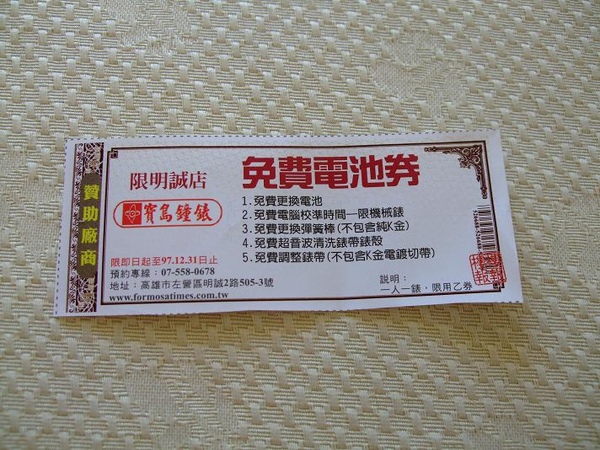 贊助廠商
限明誠店
寶島鐘錶
限即日起至97.12.31日止
預約專線：07-558-0678
地址：高雄市左營區明誠2路505-3號
www.formosatimes.com.tw
免費電池券
1.免費更換電池
2.免費電腦校準時間一限機械錶
3.免費更換彈簧棒(不包含純K金)
4.免費超音波清洗錶帶錶殼
5.免費調整錶帶(不包含K金電鍍切帶)
說明：
一人一錶，限用乙券